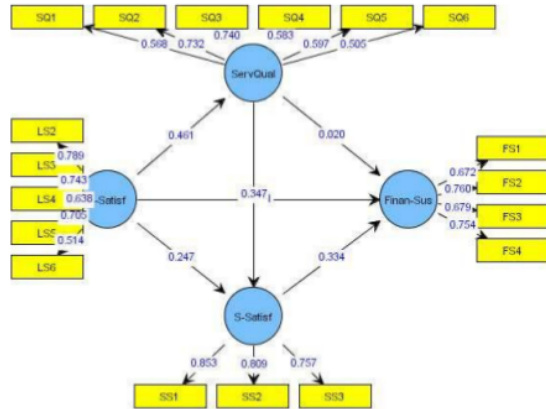 SQ1 SQ2 SQ3 SQ4 SQ5 SQ6
0.568 0.732 0.740 0.583 0.597 0.505
ServQual
0.461 0.020
LS2
LS3
LS4
LS5
LS6
0.789
0.743
0.638
0.705
0.514
-Satisf
0.347
Finan-Sus
0.672
0.760
0.679
0.754
FS1
FS2
FS3
FS4
0.247 0.334
S-Satisf
0.853 0.809 0.757
SS1 SS2 SS3